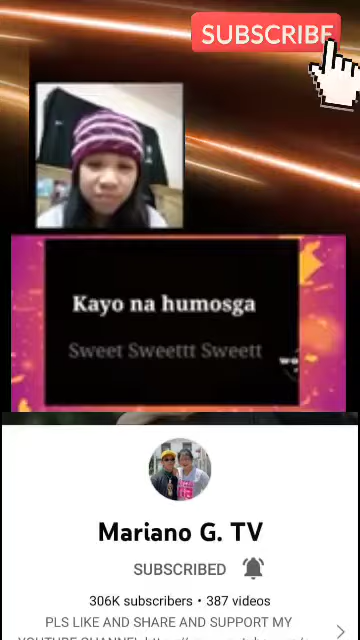 SUBSCRIBE
Kayo na humosga
Sweet Sweettt Sweett
Mariano G. TV
SUBSCRIBED
306K subscribers • 387 videos
PLS LIKE AND SHARE AND SUPPORT MY